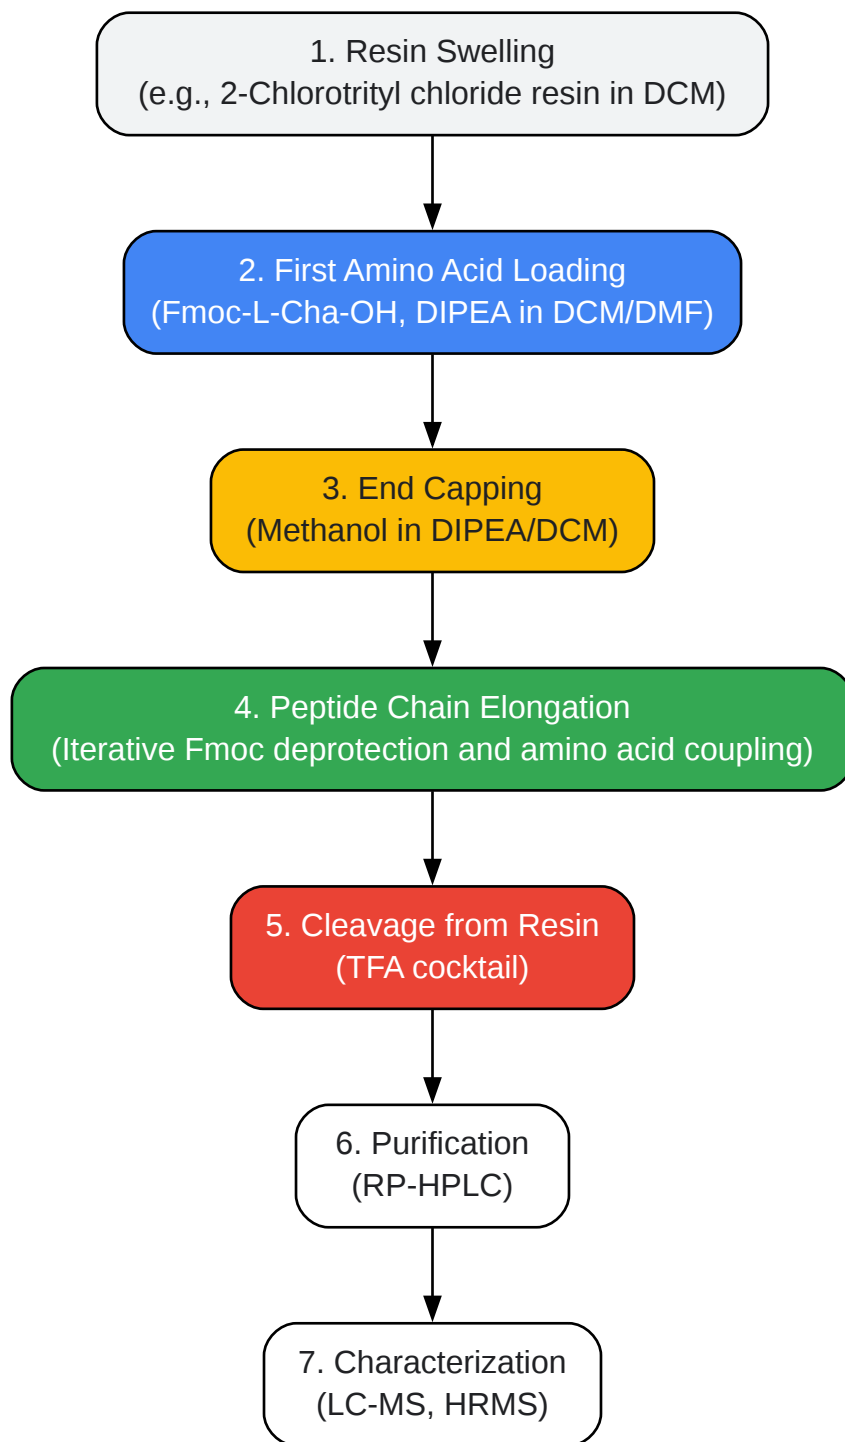 1. Resin Swelling
(e.g., 2-Chlorotrityl chloride resin in DCM)
2. First Amino Acid Loading
(Fmoc-L-Cha-OH, DIPEA in DCM/DMF)
3. End Capping
(Methanol in DIPEA/DCM)
4. Peptide Chain Elongation
(Iterative Fmoc deprotection and amino acid coupling)
5. Cleavage from Resin
(TFA cocktail)
6. Purification
(RP-HPLC)
7. Characterization
(LC-MS, HRMS)